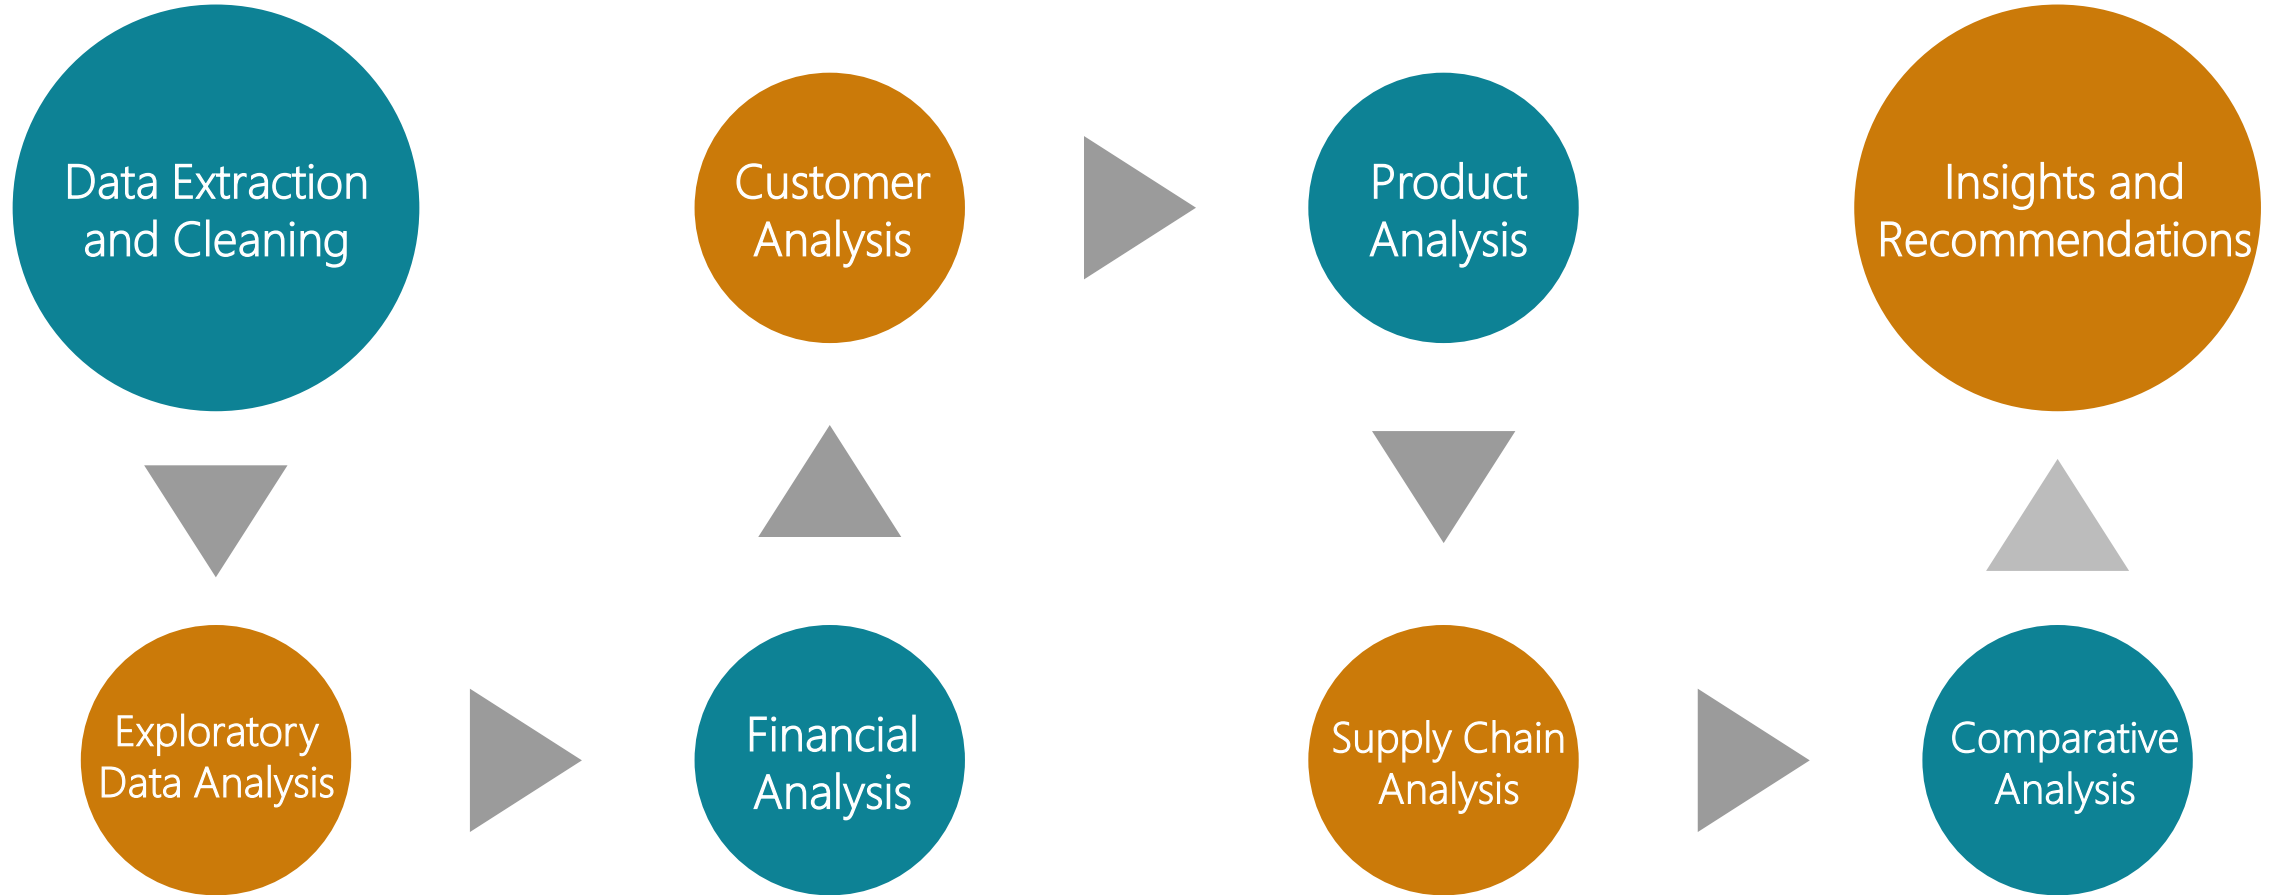 Data Extraction
and Cleaning
Exploratory
Data Analysis
Financial
Analysis
Customer
Analysis
Product
Analysis
Supply Chain
Analysis
Comparative
Analysis
Insights and
Recommendations